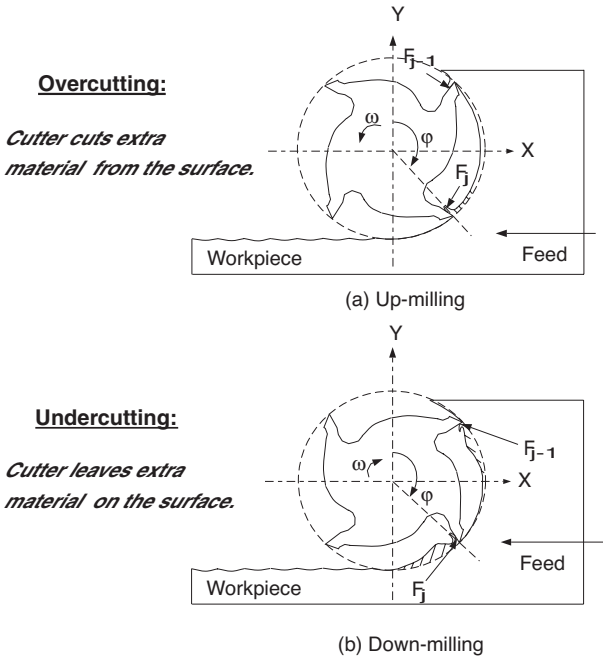 Y
F j-1
Overcutting:
ω
φ
Cutter cuts extra
material from the surface.
X
F j
Workpiece
Feed
(a) Up-milling
Y
Undercutting:
F j-1
ω
φ
X
Cutter leaves extra
material on the surface.
Feed
Workpiece
F j
(b) Down-milling